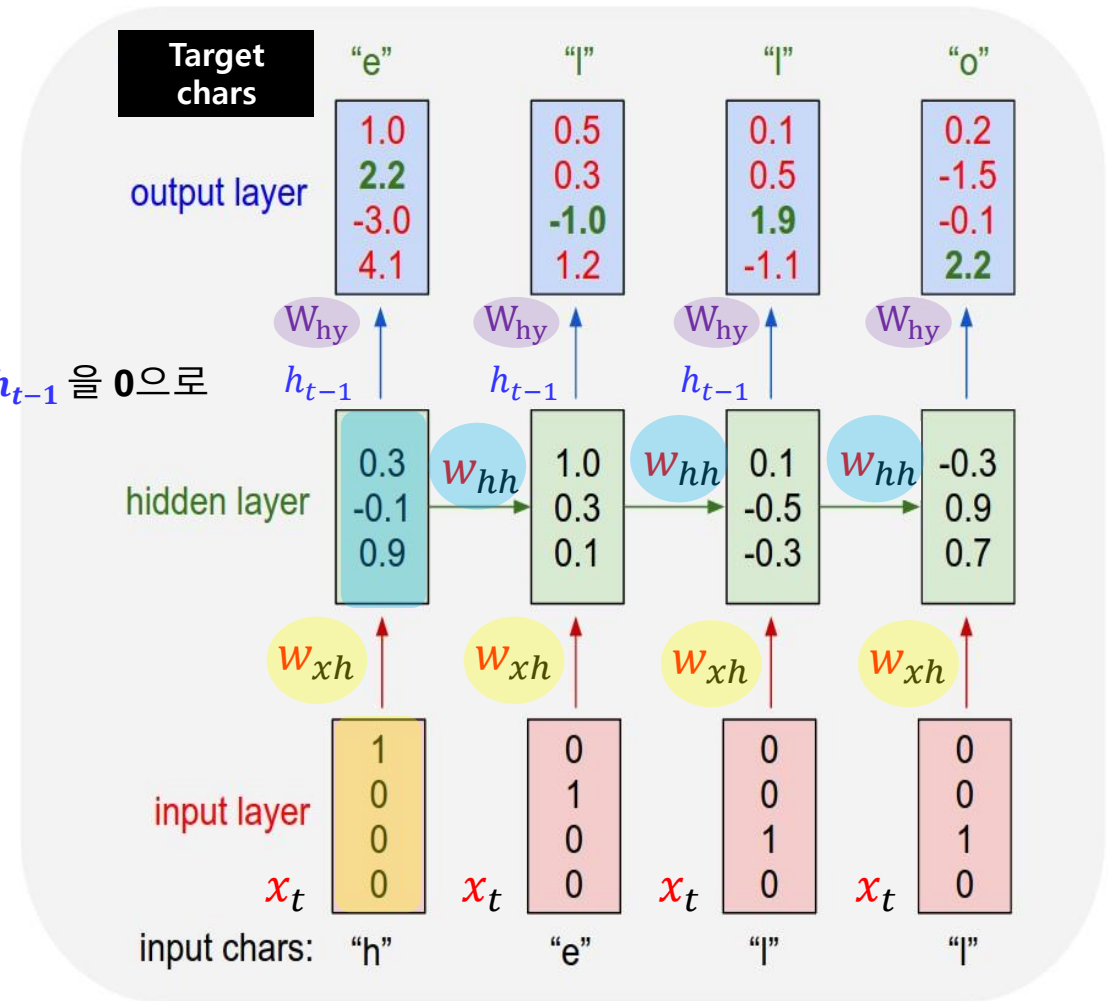 Target
chars
“e” “l” “l” “o”
output layer
1.0 0.5 0.1 0.2
2.2 0.3 0.5 -1.5
-3.0 -1.0 1.9 -0.1
4.1 1.2 -1.1 2.2
W_hy W_hy W_hy W_hy
h_{t−1} 을 0으로 h_{t−1} h_{t−1} h_{t−1}
hidden layer
0.3 1.0 0.1 -0.3
-0.1 0.3 -0.5 0.9
0.9 0.1 -0.3 0.7
w_hh w_hh w_hh
w_xh w_xh w_xh w_xh
input layer
1 0 0 0
0 1 0 0
0 0 1 1
0 0 0 0
x_t x_t x_t x_t
input chars: “h” “e” “l” “l”